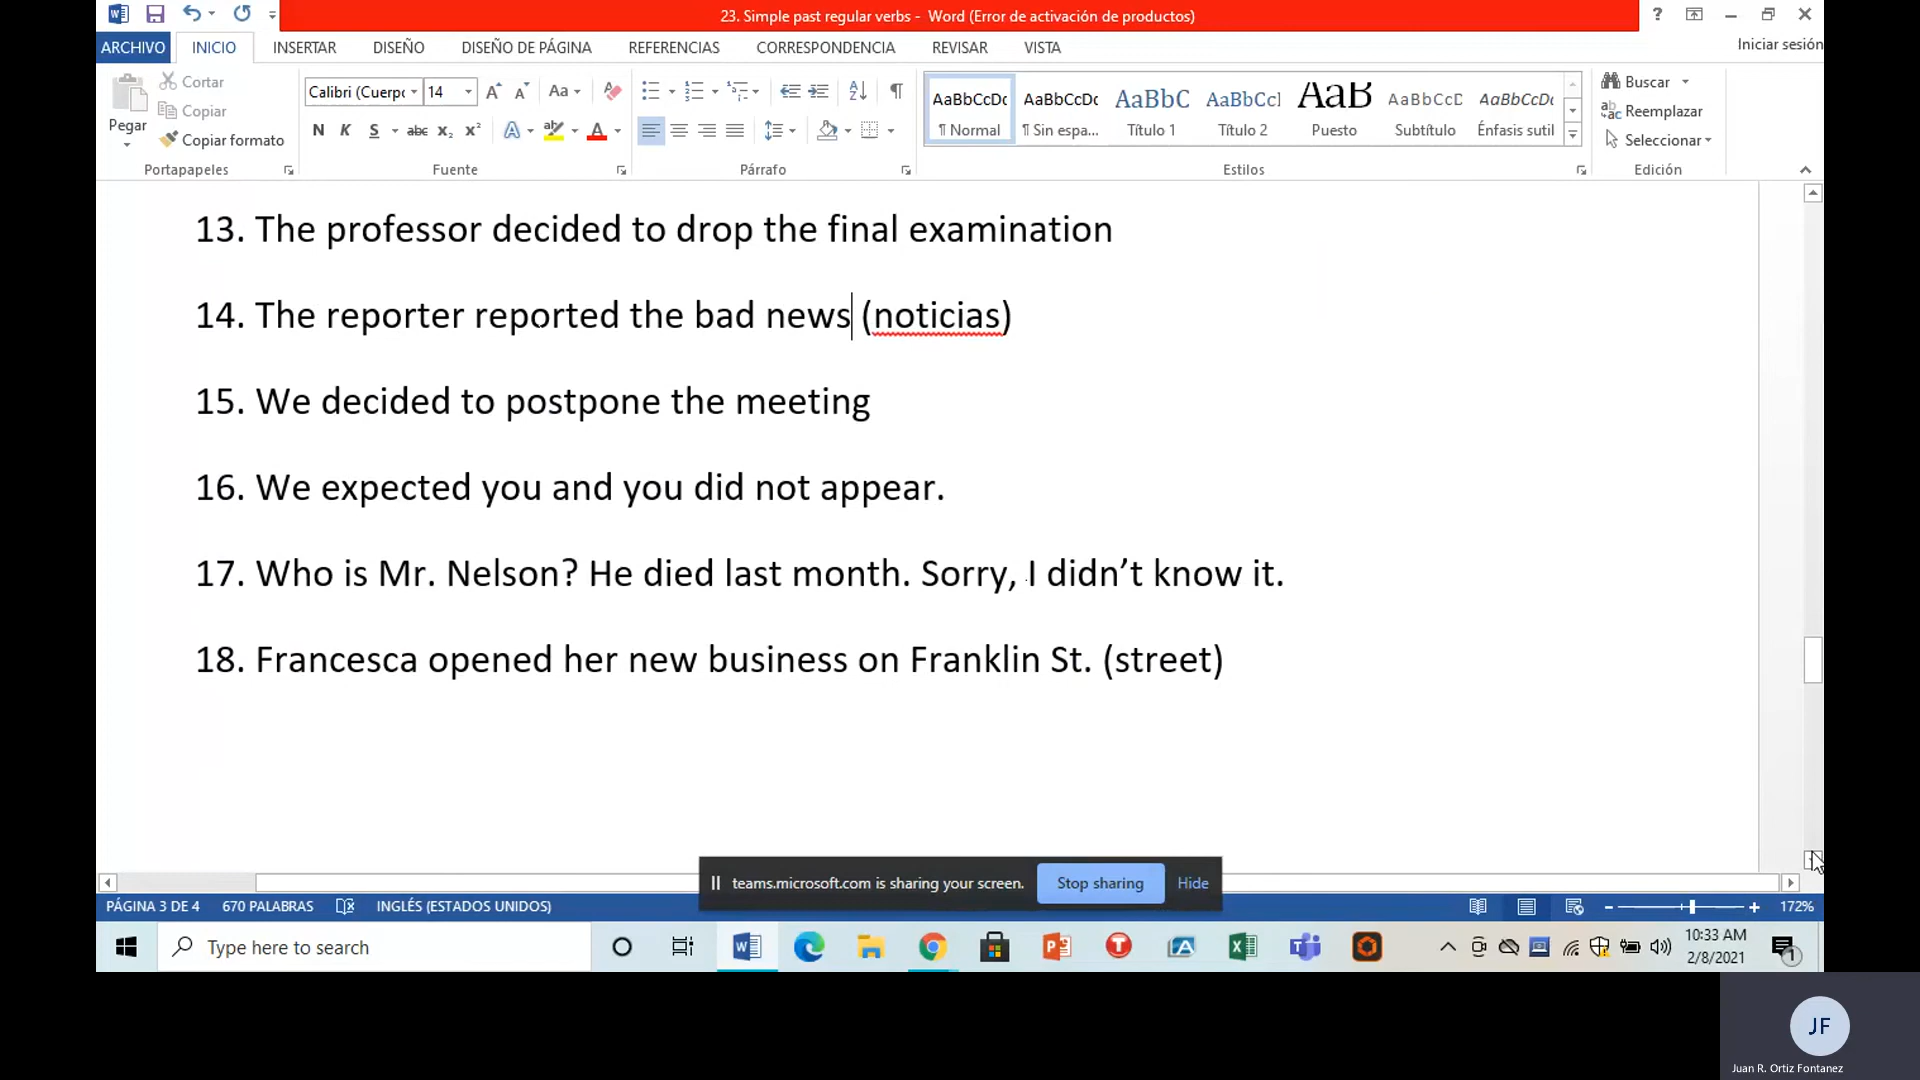 23. Simple past regular verbs - Word (Error de activación de productos)
ARCHIVO INICIO INSERTAR DISEÑO DISEÑO DE PÁGINA REFERENCIAS CORRESPONDENCIA REVISAR VISTA Iniciar sesión
Pegar
Cortar
Copiar
Copiar formato
Portapapeles
Calibri (Cuerpo 14
N K S abc x₂ x²
Fuente
Párrafo
AaBbCcDc AaBbCcDc AaBbC AaBbCcI AaB AaBbCcD AaBbCcDc
¶ Normal ¶ Sin espa... Título 1 Título 2 Puesto Subtítulo Énfasis sutil
Estilos
Buscar
Reemplazar
Seleccionar
Edición
13. The professor decided to drop the final examination
14. The reporter reported the bad news (noticias)
15. We decided to postpone the meeting
16. We expected you and you did not appear.
17. Who is Mr. Nelson? He died last month. Sorry, I didn’t know it.
18. Francesca opened her new business on Franklin St. (street)
teams.microsoft.com is sharing your screen. Stop sharing Hide
PÁGINA 3 DE 4 670 PALABRAS INGLÉS (ESTADOS UNIDOS) 172%
Type here to search
10:33 AM
2/8/2021
JF
Juan R. Ortiz Fontanez